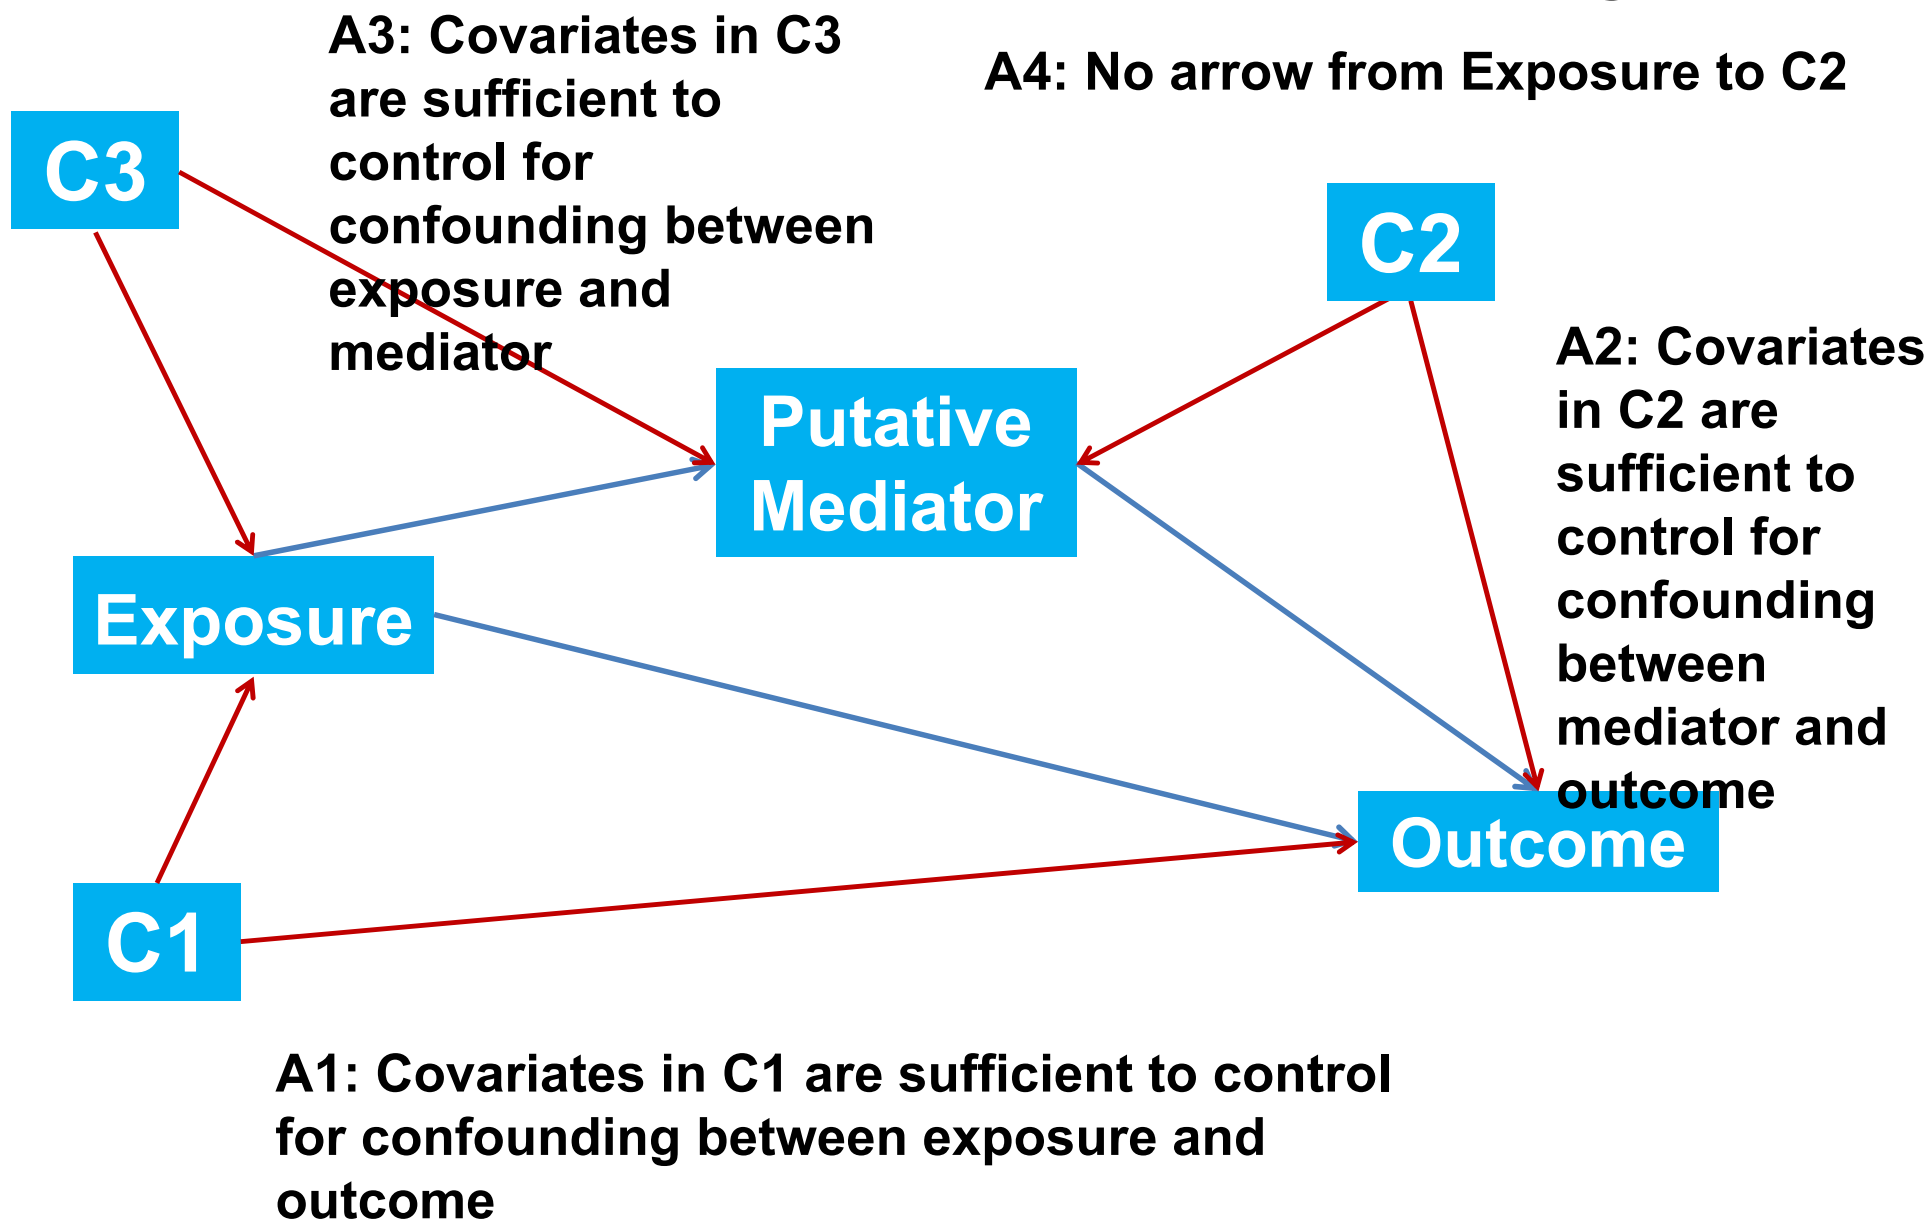 A3: Covariates in C3
are sufficient to
control for
confounding between
exposure and
mediator
A4: No arrow from Exposure to C2
C3
C2
A2: Covariates
in C2 are
sufficient to
control for
confounding
between
mediator and
outcome
Putative
Mediator
Exposure
Outcome
C1
A1: Covariates in C1 are sufficient to control
for confounding between exposure and
outcome